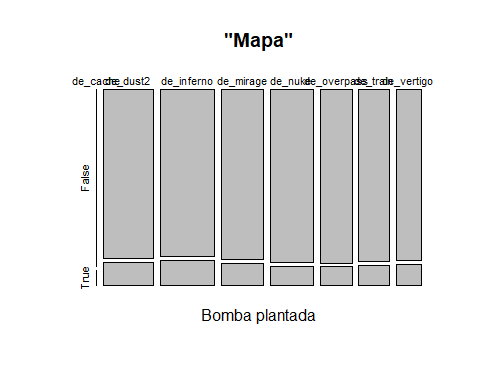 "Mapa"
de_cache de_dust2 de_inferno de_mirage de_nuke de_overpass de_train de_vertigo
False
True
Bomba plantada